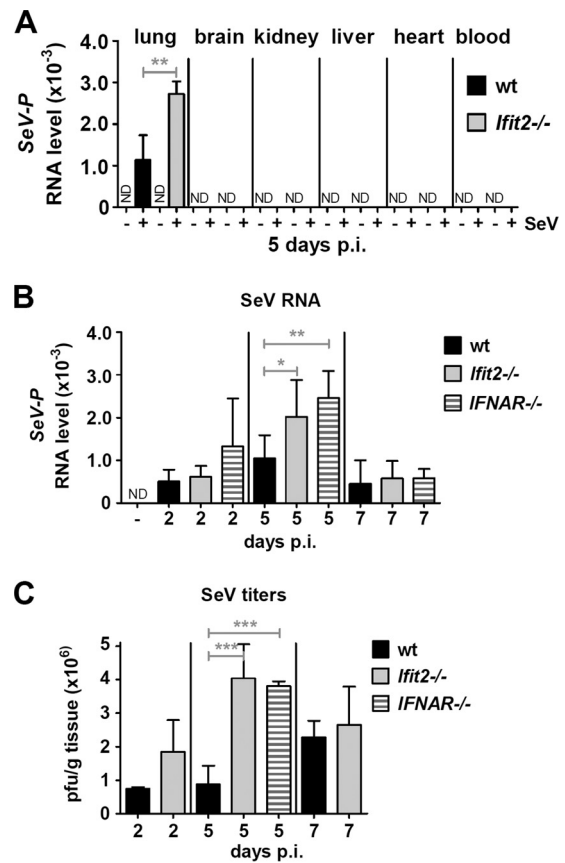 A
lung brain kidney liver heart blood
4.0
3.0
2.0
1.0
0
SeV-P
RNA level (x10-3)
**
ND ND ND ND ND ND ND ND ND ND ND ND
- + - + - + - + - + - + - + - + - + - + - + - + SeV
5 days p.i.
wt
Ifit2-/-
B
SeV RNA
4.0
3.0
2.0
1.0
0
SeV-P
RNA level (x10-3)
**
*
ND
- 2 2 2 5 5 5 7 7 7
days p.i.
wt
Ifit2-/-
IFNAR-/-
C
SeV titers
5
4
3
2
1
0
pfu/g tissue (x106)
***
***
2 2 5 5 5 7 7
days p.i.
wt
Ifit2-/-
IFNAR-/-